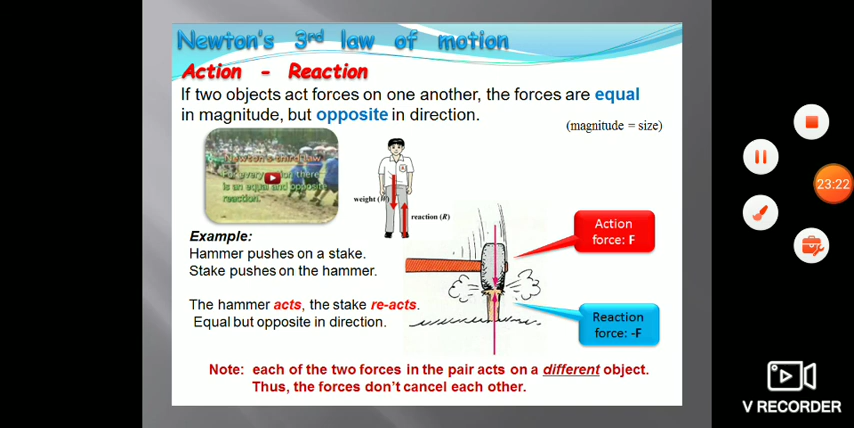 Newton's 3rd law of motion
Action - Reaction
If two objects act forces on one another, the forces are equal
in magnitude, but opposite in direction.
(magnitude = size)
Newton's third law
For every action there
is an equal and opposite
reaction.
weight (W)
reaction (R)
Action
force: F
Example:
Hammer pushes on a stake.
Stake pushes on the hammer.
The hammer acts, the stake re-acts.
Equal but opposite in direction.
Reaction
force: -F
Note: each of the two forces in the pair acts on a different object.
Thus, the forces don't cancel each other.
23:22
V RECORDER